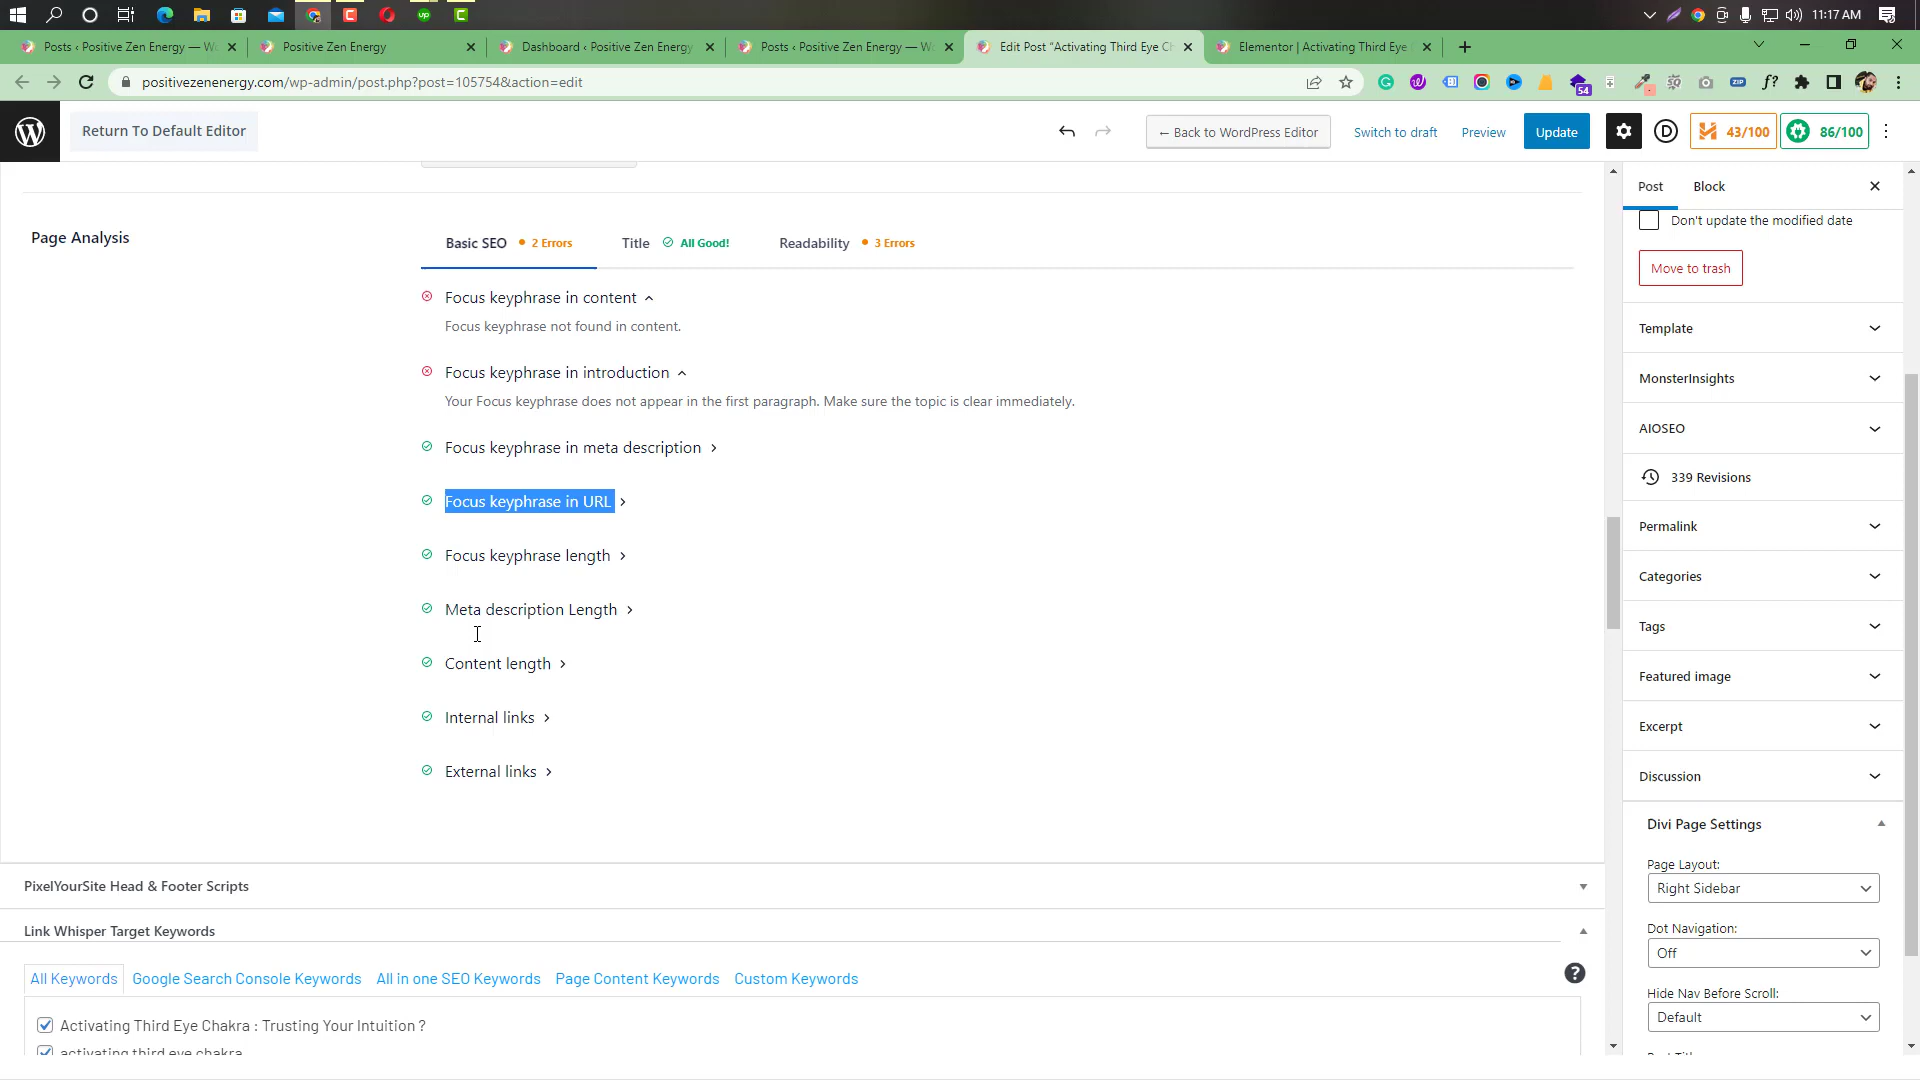 11:17 AM
Posts ‹ Positive Zen Energy — W
Positive Zen Energy
Dashboard ‹ Positive Zen Energy
Posts ‹ Positive Zen Energy — W
Edit Post “Activating Third Eye Ch
Elementor | Activating Third Eye
positivezenenergy.com/wp-admin/post.php?post=105754&action=edit
Return To Default Editor
← Back to WordPress Editor
Switch to draft
Preview
Update
43/100
86/100
Page Analysis
Basic SEO
2 Errors
Title
All Good!
Readability
3 Errors
Focus keyphrase in content
Focus keyphrase not found in content.
Focus keyphrase in introduction
Your Focus keyphrase does not appear in the first paragraph. Make sure the topic is clear immediately.
Focus keyphrase in meta description
Focus keyphrase in URL
Focus keyphrase length
Meta description Length
Content length
Internal links
External links
PixelYourSite Head & Footer Scripts
Link Whisper Target Keywords
All Keywords
Google Search Console Keywords
All in one SEO Keywords
Page Content Keywords
Custom Keywords
Activating Third Eye Chakra : Trusting Your Intuition ?
activating third eye chakra
Post
Block
Don't update the modified date
Move to trash
Template
MonsterInsights
AIOSEO
339 Revisions
Permalink
Categories
Tags
Featured image
Excerpt
Discussion
Divi Page Settings
Page Layout:
Right Sidebar
Dot Navigation:
Off
Hide Nav Before Scroll:
Default